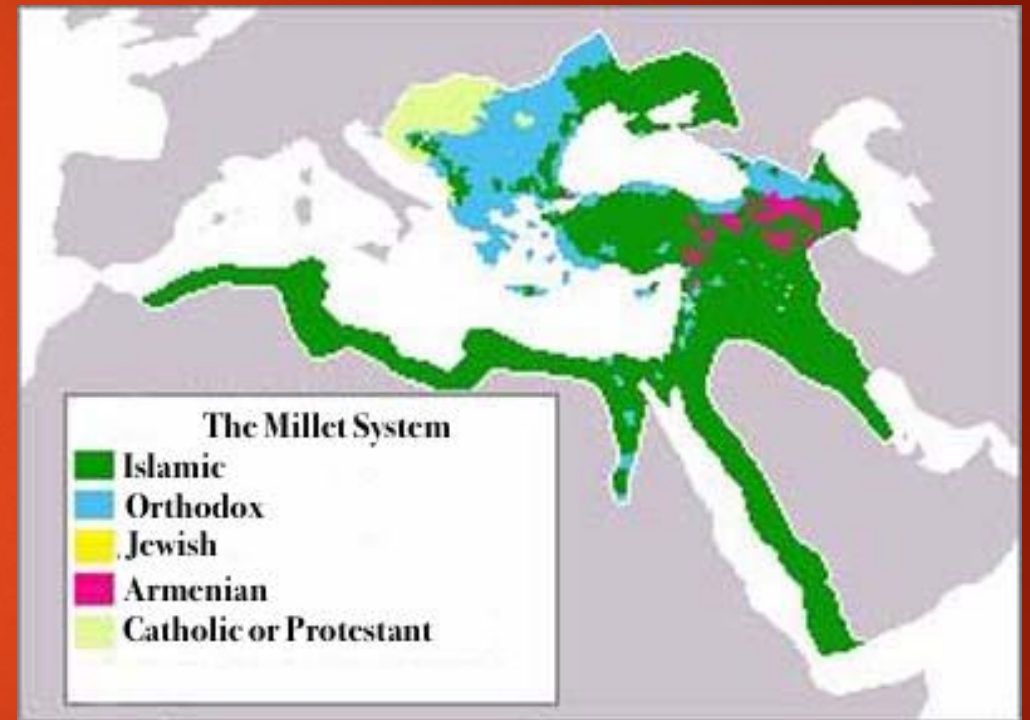 The Millet System
Islamic
Orthodox
Jewish
Armenian
Catholic or Protestant